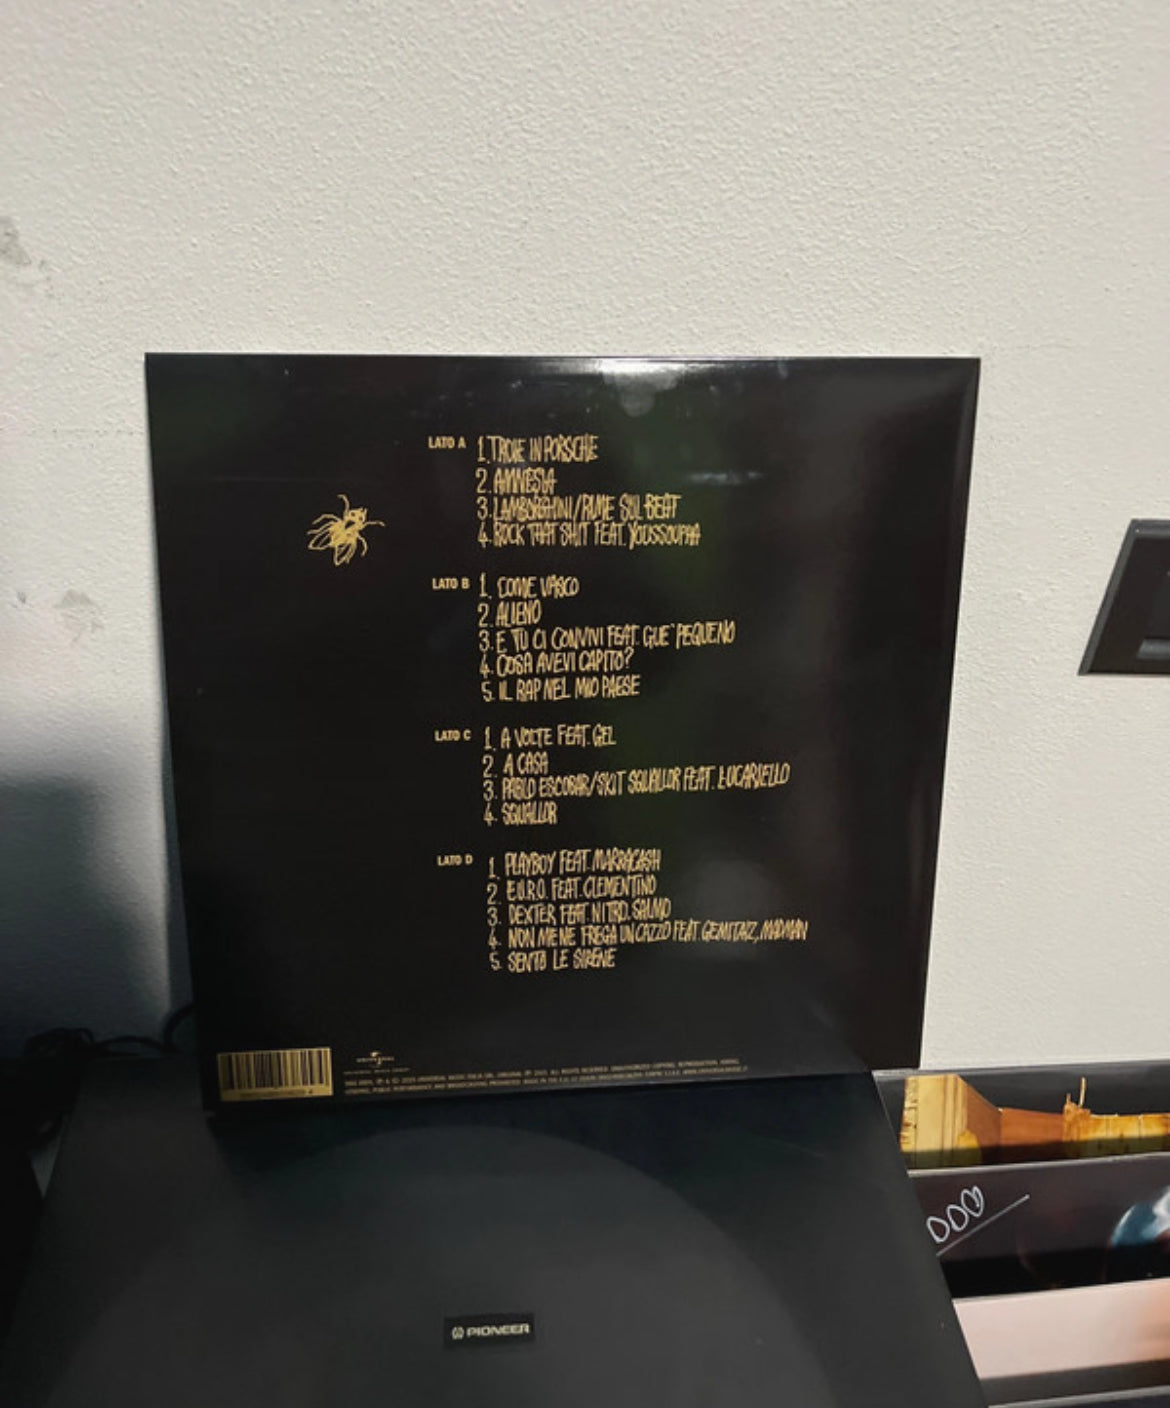 LATO A
1. TROIE IN PORSCHE
2. AMNESIA
3. LAMBORGHINI/RIME SUL BEAT
4. ROCK THAT SHIT FEAT. YOUSSOUPHA
LATO B
1. COME VASCO
2. ALIENO
3. E TU CI CONVIVI FEAT. GUE' PEQUENO
4. COSA AVEVI CAPITO?
5. IL RAP NEL MIO PAESE
LATO C
1. A VOLTE FEAT. GEL
2. A CASA
3. PABLO ESCOBAR/SKIT SQUALLOR FEAT. LUCARIELLO
4. SQUALLOR
LATO D
1. PLAYBOY FEAT. MARRACASH
2. E.U.R.O. FEAT. CLEMENTINO
3. DEXTER FEAT. NITRO, SALMO
4. NON ME NE FREGA UN CAZZO FEAT. GEMITAIZ, MADMAN
5. SENTO LE SIRENE
UNIVERSAL
PIONEER